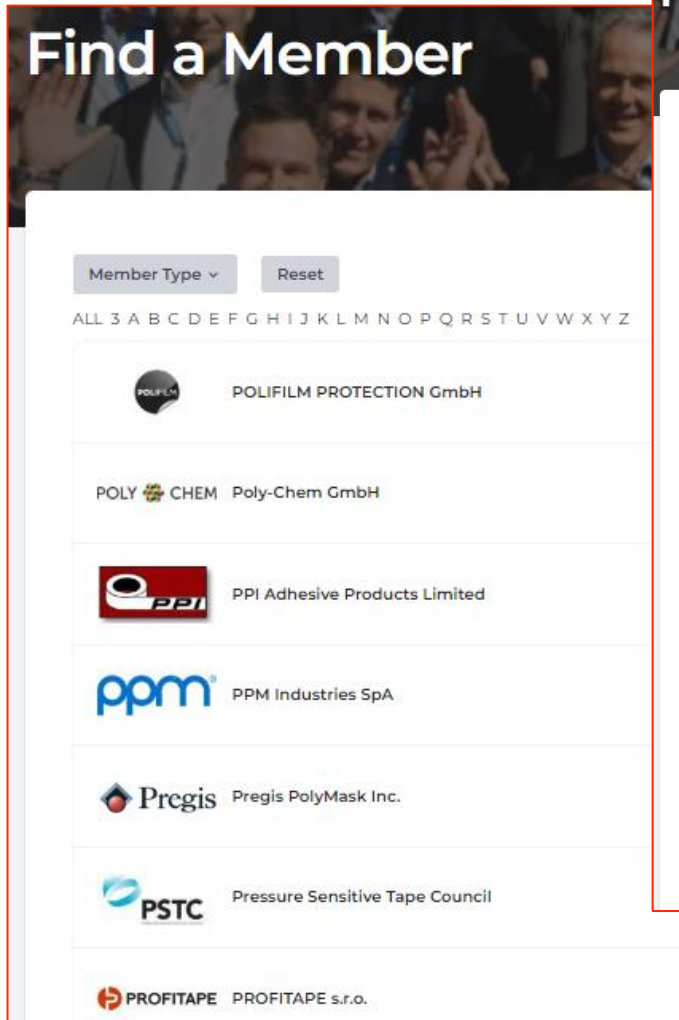 Find a Member
Member Type
Reset
ALL 3 A B C D E F G H I J K L M N O P Q R S T U V W X Y Z
POLIFILM
POLIFILM PROTECTION GmbH
POLY CHEM
Poly-Chem GmbH
PPI
PPI Adhesive Products Limited
ppm®
PPM Industries SpA
Pregis
Pregis PolyMask Inc.
PSTC
Pressure Sensitive Tape Council
PROFITAPE
PROFITAPE s.r.o.